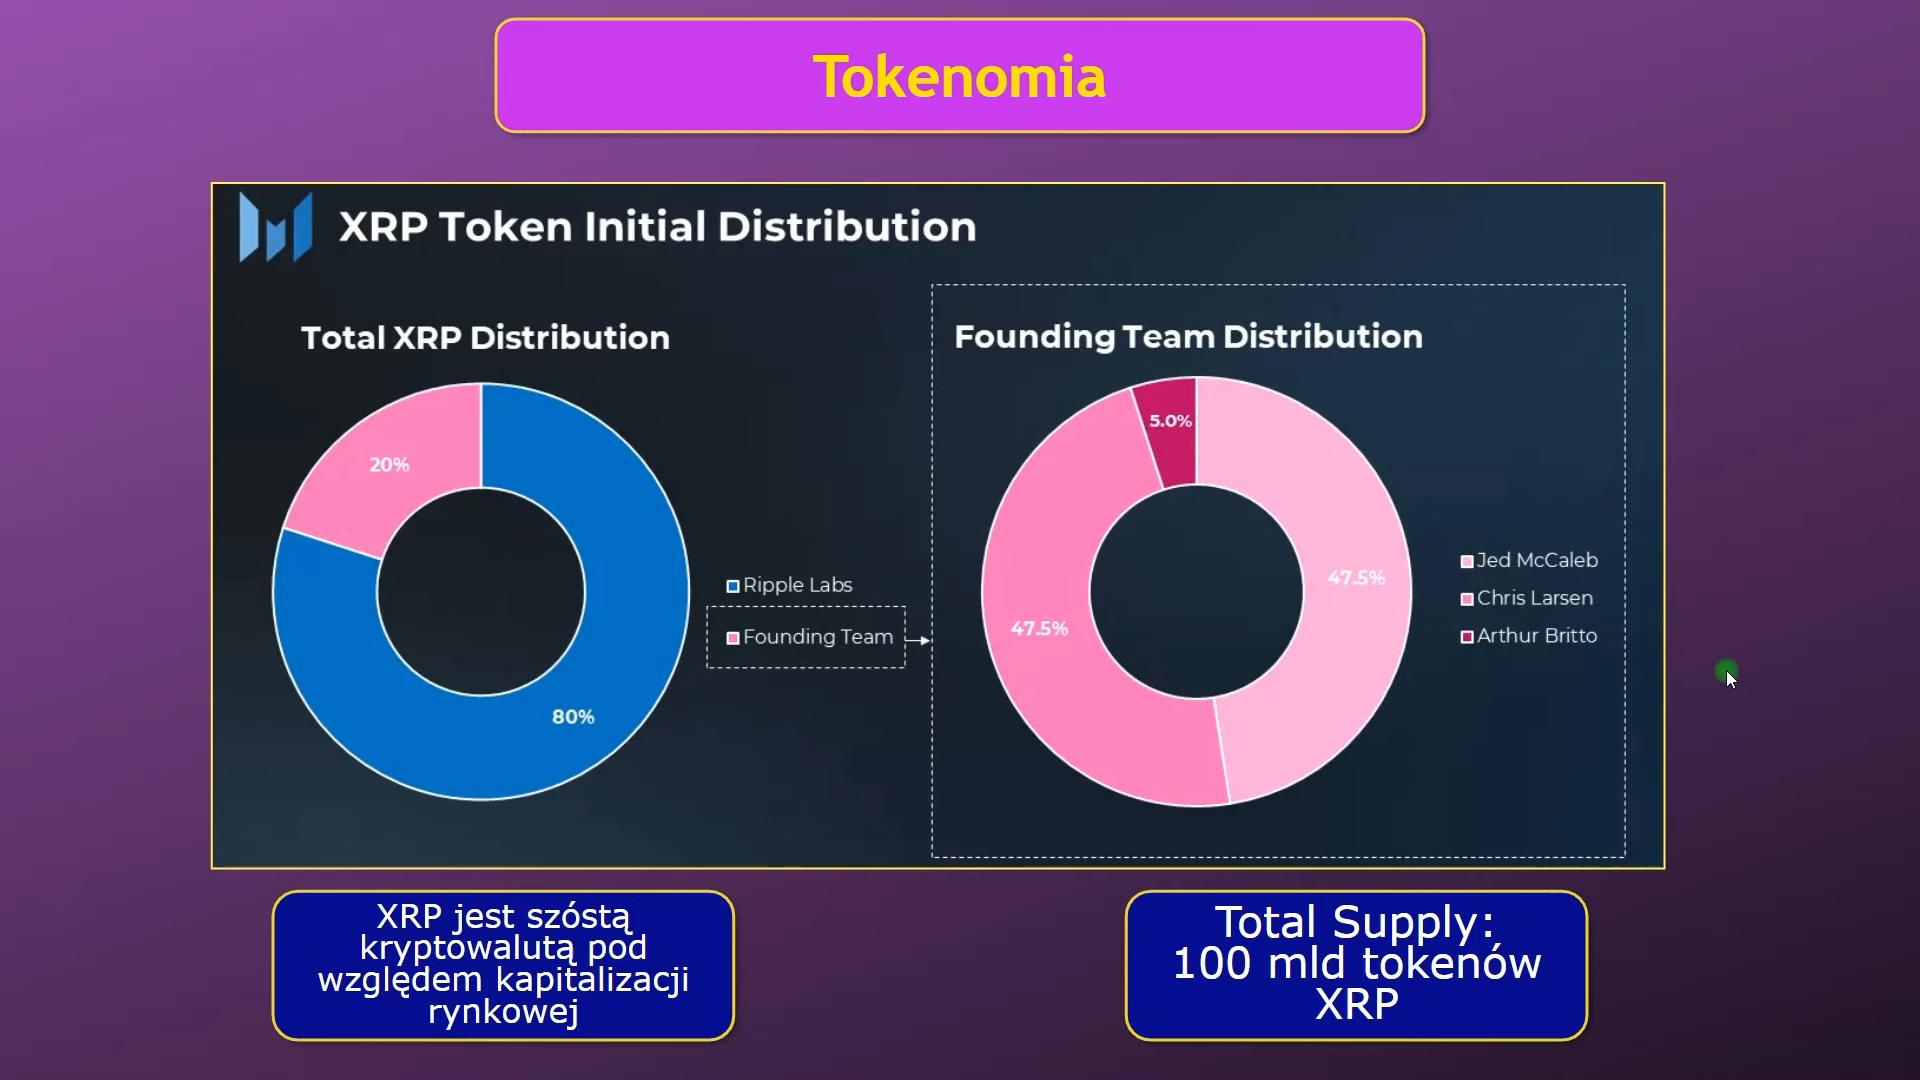 Tokenomia
XRP Token Initial Distribution
Total XRP Distribution
20%
80%
Ripple Labs
Founding Team
Founding Team Distribution
5.0%
47.5%
47.5%
Jed McCaleb
Chris Larsen
Arthur Britto
XRP jest szóstą
kryptowalutą pod
względem kapitalizacji
rynkowej
Total Supply:
100 mld tokenów
XRP